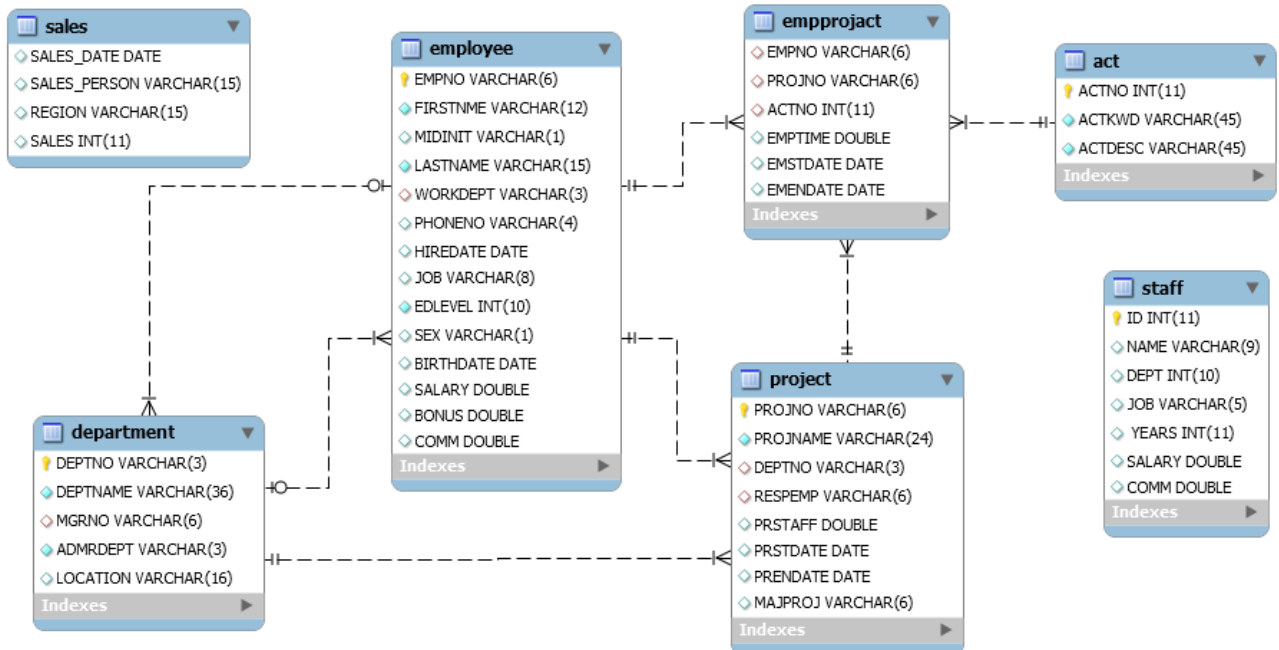 sales
SALES_DATE DATE
SALES_PERSON VARCHAR(15)
REGION VARCHAR(15)
SALES INT(11)
employee
EMPNO VARCHAR(6)
FIRSTNME VARCHAR(12)
MIDINIT VARCHAR(1)
LASTNAME VARCHAR(15)
WORKDEPT VARCHAR(3)
PHONENO VARCHAR(4)
HIREDATE DATE
JOB VARCHAR(8)
EDLEVEL INT(10)
SEX VARCHAR(1)
BIRTHDATE DATE
SALARY DOUBLE
BONUS DOUBLE
COMM DOUBLE
Indexes
empprojact
EMPNO VARCHAR(6)
PROJNO VARCHAR(6)
ACTNO INT(11)
EMPTIME DOUBLE
EMSTDATE DATE
EMENDATE DATE
Indexes
act
ACTNO INT(11)
ACTKWD VARCHAR(45)
ACTDESC VARCHAR(45)
Indexes
staff
ID INT(11)
NAME VARCHAR(9)
DEPT INT(10)
JOB VARCHAR(5)
YEARS INT(11)
SALARY DOUBLE
COMM DOUBLE
Indexes
department
DEPTNO VARCHAR(3)
DEPTNAME VARCHAR(36)
MGRNO VARCHAR(6)
ADMRDEPT VARCHAR(3)
LOCATION VARCHAR(16)
Indexes
project
PROJNO VARCHAR(6)
PROJNAME VARCHAR(24)
DEPTNO VARCHAR(3)
RESPEMP VARCHAR(6)
PRSTAFF DOUBLE
PRSTDATE DATE
PRENDATE DATE
MAJPROJ VARCHAR(6)
Indexes